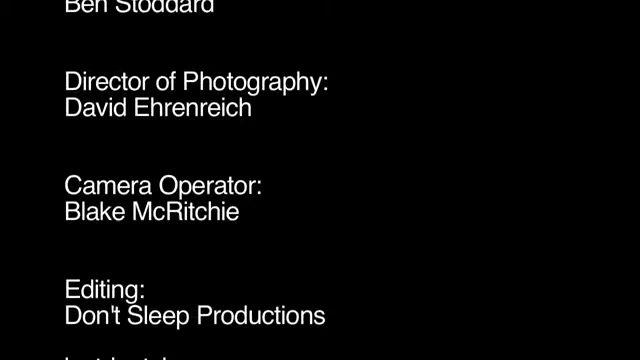 Ben Stoddard
Director of Photography:
David Ehrenreich
Camera Operator:
Blake McRitchie
Editing:
Don't Sleep Productions